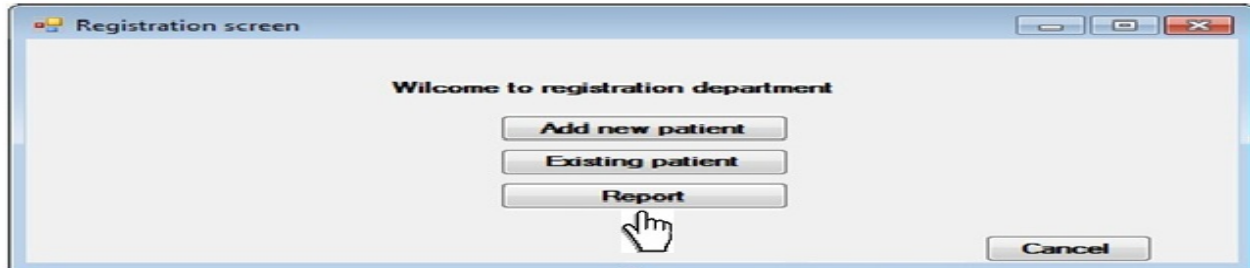 Registration screen
Wilcome to registration department
Add new patient
Existing patient
Report
Cancel